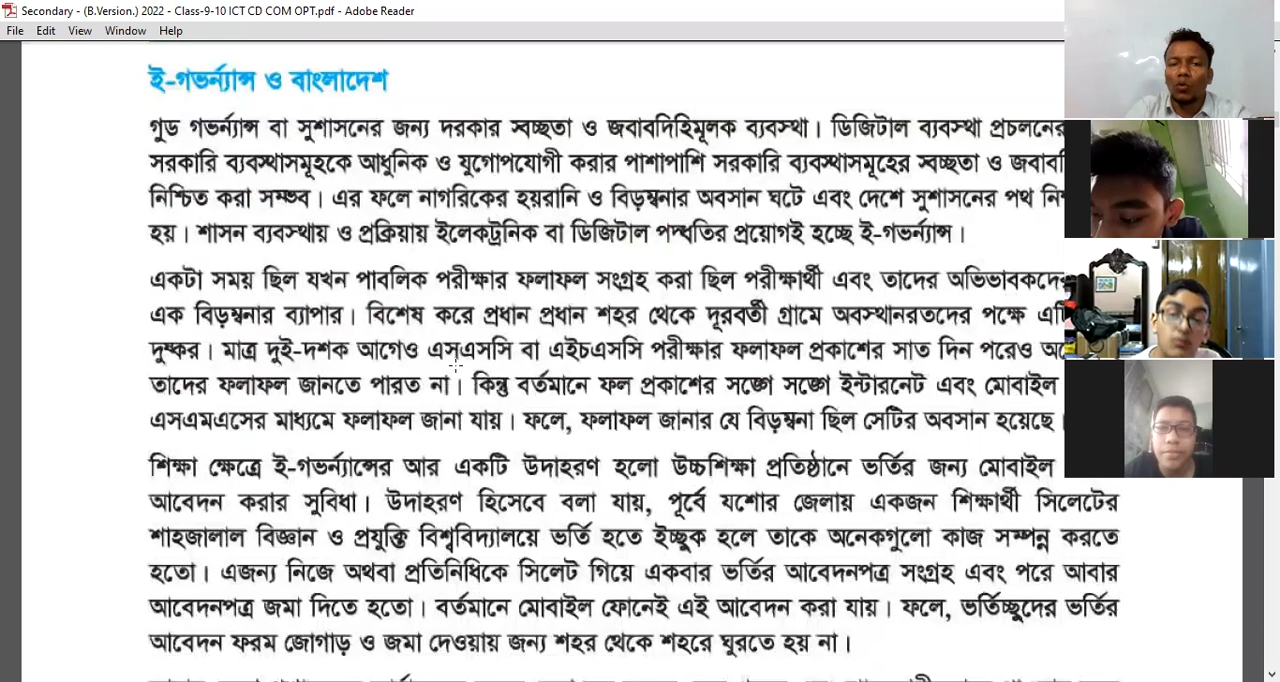 Secondary - (B.Version.) 2022 - Class-9-10 ICT CD COM OPT.pdf - Adobe Reader
File Edit View Window Help
ই-গভর্ন্যান্স ও বাংলাদেশ
গুড গভর্ন্যান্স বা সুশাসনের জন্য দরকার স্বচ্ছতা ও জবাবদিহিমূলক ব্যবস্থা। ডিজিটাল ব্যবস্থা প্রচলনের
সরকারি ব্যবস্থাসমূহকে আধুনিক ও যুগোপযোগী করার পাশাপাশি সরকারি ব্যবস্থাসমূহের স্বচ্ছতা ও
নিশ্চিত করা সম্ভব। এর ফলে নাগরিকের হয়রানি ও বিড়ম্বনার অবসান ঘটে এবং দেশে সুশাসনের পথ
হয়। শাসন ব্যবস্থায় ও প্রক্রিয়ায় ইলেকট্রনিক বা ডিজিটাল পদ্ধতির প্রয়োগই হচ্ছে ই-গভর্ন্যান্স।
একটা সময় ছিল যখন পাবলিক পরীক্ষার ফলাফল সংগ্রহ করা ছিল পরীক্ষার্থী এবং তাদের অভিভাবকদের
এক বিড়ম্বনার ব্যাপার। বিশেষ করে প্রধান প্রধান শহর থেকে দূরবর্তী গ্রামে অবস্থানরতদের পক্ষে
দুষ্কর। মাত্র দুই-দশক আগেও এসএসসি বা এইচএসসি পরীক্ষার ফলাফল প্রকাশের সাত দিন পরেও
তাদের ফলাফল জানতে পারত না। কিন্তু বর্তমানে ফল প্রকাশের সঙ্গে সঙ্গে ইন্টারনেট এবং মোবাইল
এসএমএসের মাধ্যমে ফলাফল জানা যায়। ফলে, ফলাফল জানার যে বিড়ম্বনা ছিল সেটির অবসান হয়েছে।
শিক্ষা ক্ষেত্রে ই-গভর্ন্যান্সের আর একটি উদাহরণ হলো উচ্চশিক্ষা প্রতিষ্ঠানে ভর্তির জন্য মোবাইল
আবেদন করার সুবিধা। উদাহরণ হিসেবে বলা যায়, পূর্বে যশোর জেলায় একজন শিক্ষার্থী সিলেটের
শাহজালাল বিজ্ঞান ও প্রযুক্তি বিশ্ববিদ্যালয়ে ভর্তি হতে ইচ্ছুক হলে তাকে অনেকগুলো কাজ সম্পন্ন করতে
হতো। এজন্য নিজে অথবা প্রতিনিধিকে সিলেট গিয়ে একবার ভর্তির আবেদনপত্র সংগ্রহ এবং পরে আবার
আবেদনপত্র জমা দিতে হতো। বর্তমানে মোবাইল ফোনেই এই আবেদন করা যায়। ফলে, ভর্তিচ্ছুদের ভর্তির
আবেদন ফরম জোগাড় ও জমা দেওয়ায় জন্য শহর থেকে শহরে ঘুরতে হয় না।